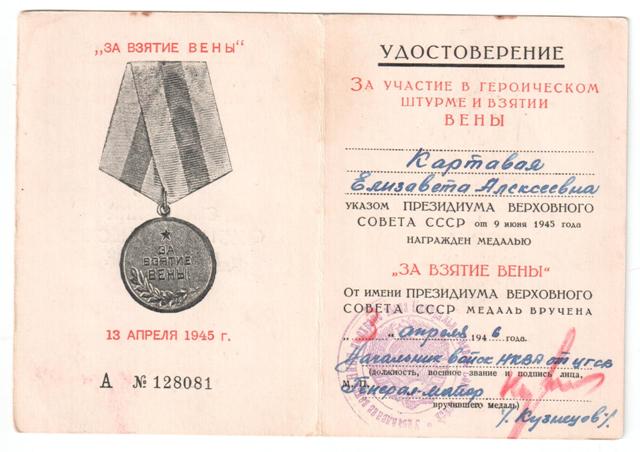 „ЗА ВЗЯТИЕ ВЕНЫ“
ЗА
ВЗЯТИЕ
ВЕНЫ
13 АПРЕЛЯ 1945 г.
А № 128081
УДОСТОВЕРЕНИЕ
ЗА УЧАСТИЕ В ГЕРОИЧЕСКОМ
ШТУРМЕ И ВЗЯТИИ
ВЕНЫ
Картавая
Елизавета Алексеевна
УКАЗОМ ПРЕЗИДИУМА ВЕРХОВНОГО
СОВЕТА СССР от 9 июня 1945 года
НАГРАЖДЕН МЕДАЛЬЮ
„ЗА ВЗЯТИЕ ВЕНЫ“
От имени ПРЕЗИДИУМА ВЕРХОВНОГО
СОВЕТА СССР МЕДАЛЬ ВРУЧЕНА
„3“ апреля 1946 года.
Начальник войск НКВД
(должность, военное звание и подпись лица,
М. П. Генерал-майор
вручившего медаль)
/. Кузнецов /.